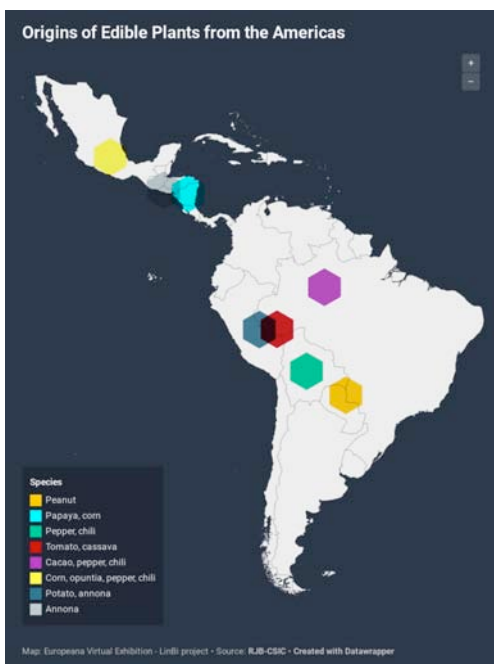 Origins of Edible Plants from the Americas
+
−
Species
Peanut
Papaya, corn
Pepper, chili
Tomato, cassava
Cacao, pepper, chili
Corn, opuntia, pepper, chili
Potato, annona
Annona
Map: Europeana Virtual Exhibition - LinBi project • Source: RJB-CSIC • Created with Datawrapper